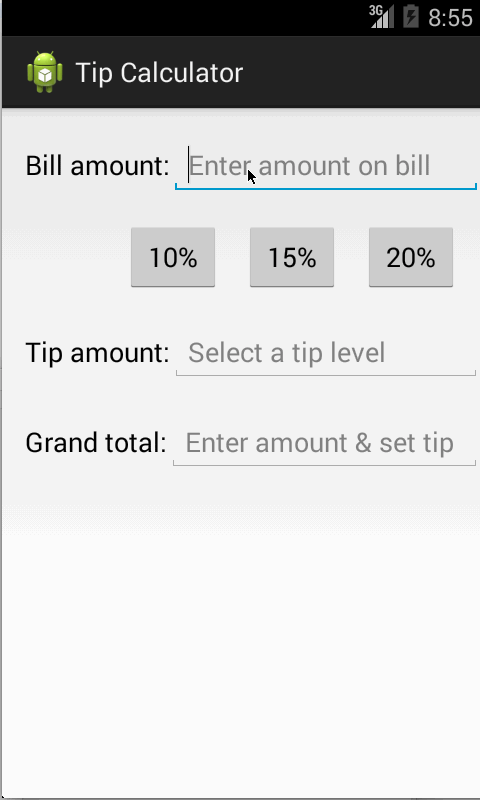 3G 8:55
Tip Calculator
Bill amount: Enter amount on bill
10% 15% 20%
Tip amount: Select a tip level
Grand total: Enter amount & set tip